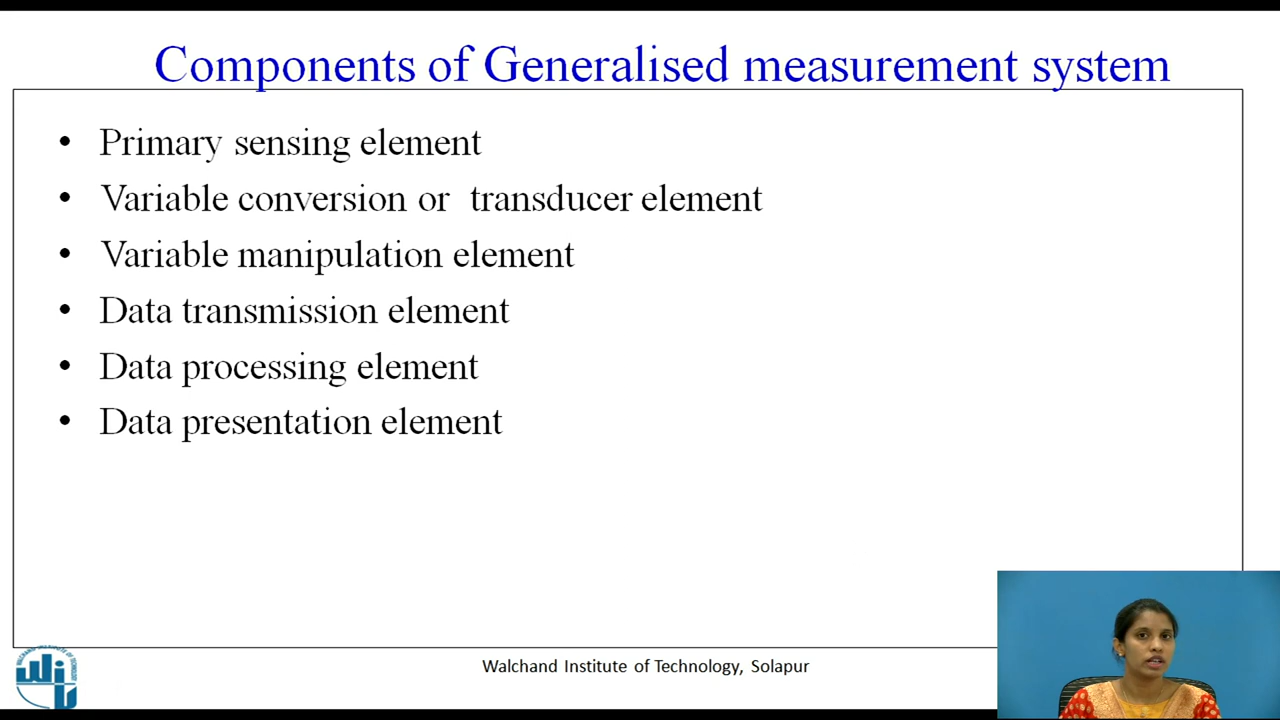 Components of Generalised measurement system
• Primary sensing element
• Variable conversion or transducer element
• Variable manipulation element
• Data transmission element
• Data processing element
• Data presentation element
Walchand Institute of Technology, Solapur